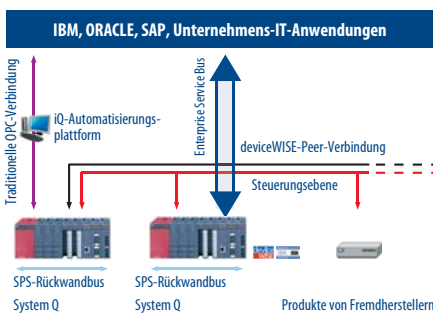 IBM, ORACLE, SAP, Unternehmens-IT-Anwendungen
Traditionelle OPC-Verbindung
iQ-Automatisierungs-
plattform
Enterprise Service Bus
deviceWISE-Peer-Verbindung
Steuerungsebene
SPS-Rückwandbus
System Q
SPS-Rückwandbus
System Q
Produkte von Fremdherstellern